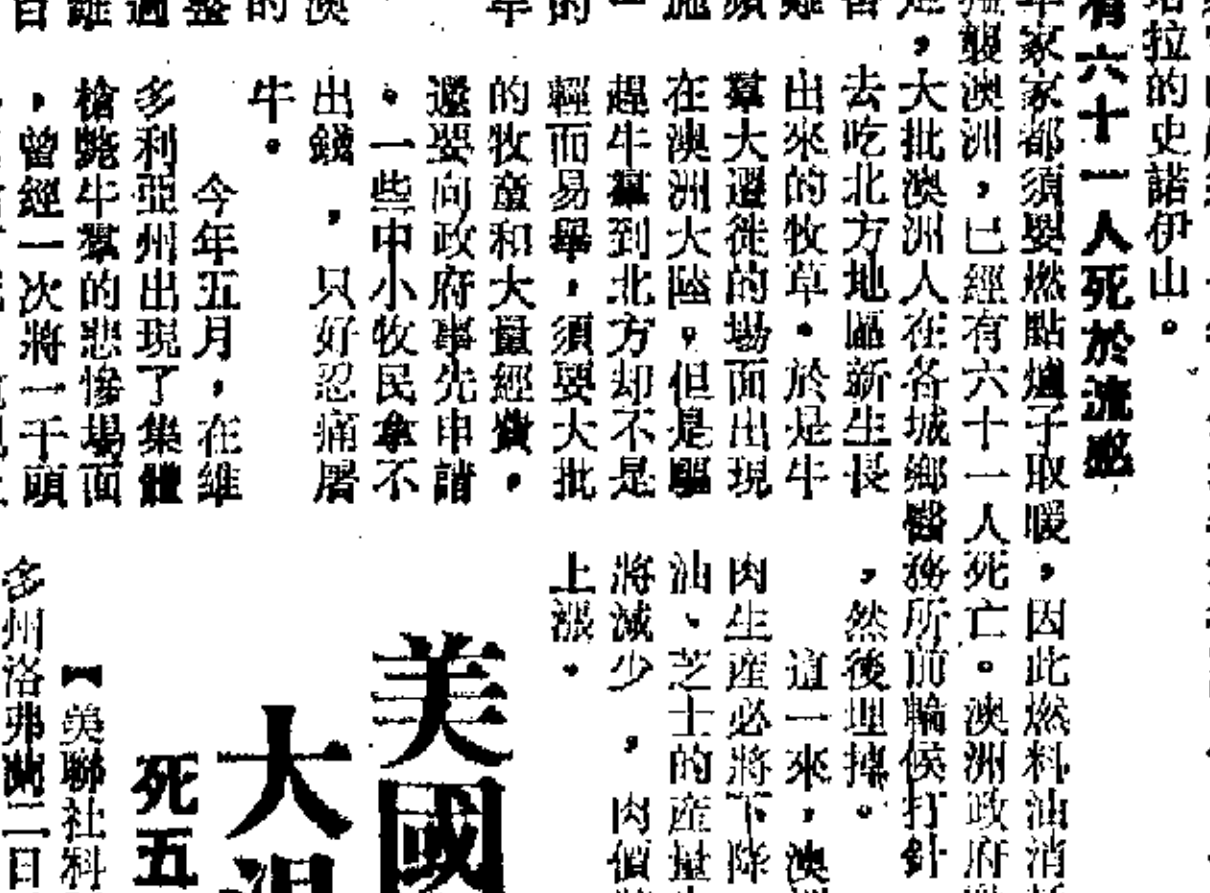 塔拉的史諾伊山。
有六十一人死於流感
年家家都須要燃點爐子取暖，因此燃料油消
襲澳洲，已經有六十一人死亡。澳洲政府
，大批澳洲人在各城鄉醫務所前輪候打針
去吃北方地區新生長
出來的牧草。於是牛
羣大遷徙的場面出現
在澳洲大陸，但是驅
趕牛羣到北方却不是
輕而易舉，須要大批
的牧童和大量經費，
還要向政府事先申請
。一些中小牧民拿不
出錢，只好忍痛屠
牛。
今年五月，在維
多利亞州出現了集體
槍斃牛羣的悲慘場面
，曾經一次將一千頭
，然後埋掉。
這一來，澳
肉生産必將下降
油、芝士的産量
將減少，肉價
上漲。
美國
大
死五
【美聯社科
多州洛弗蘭二日